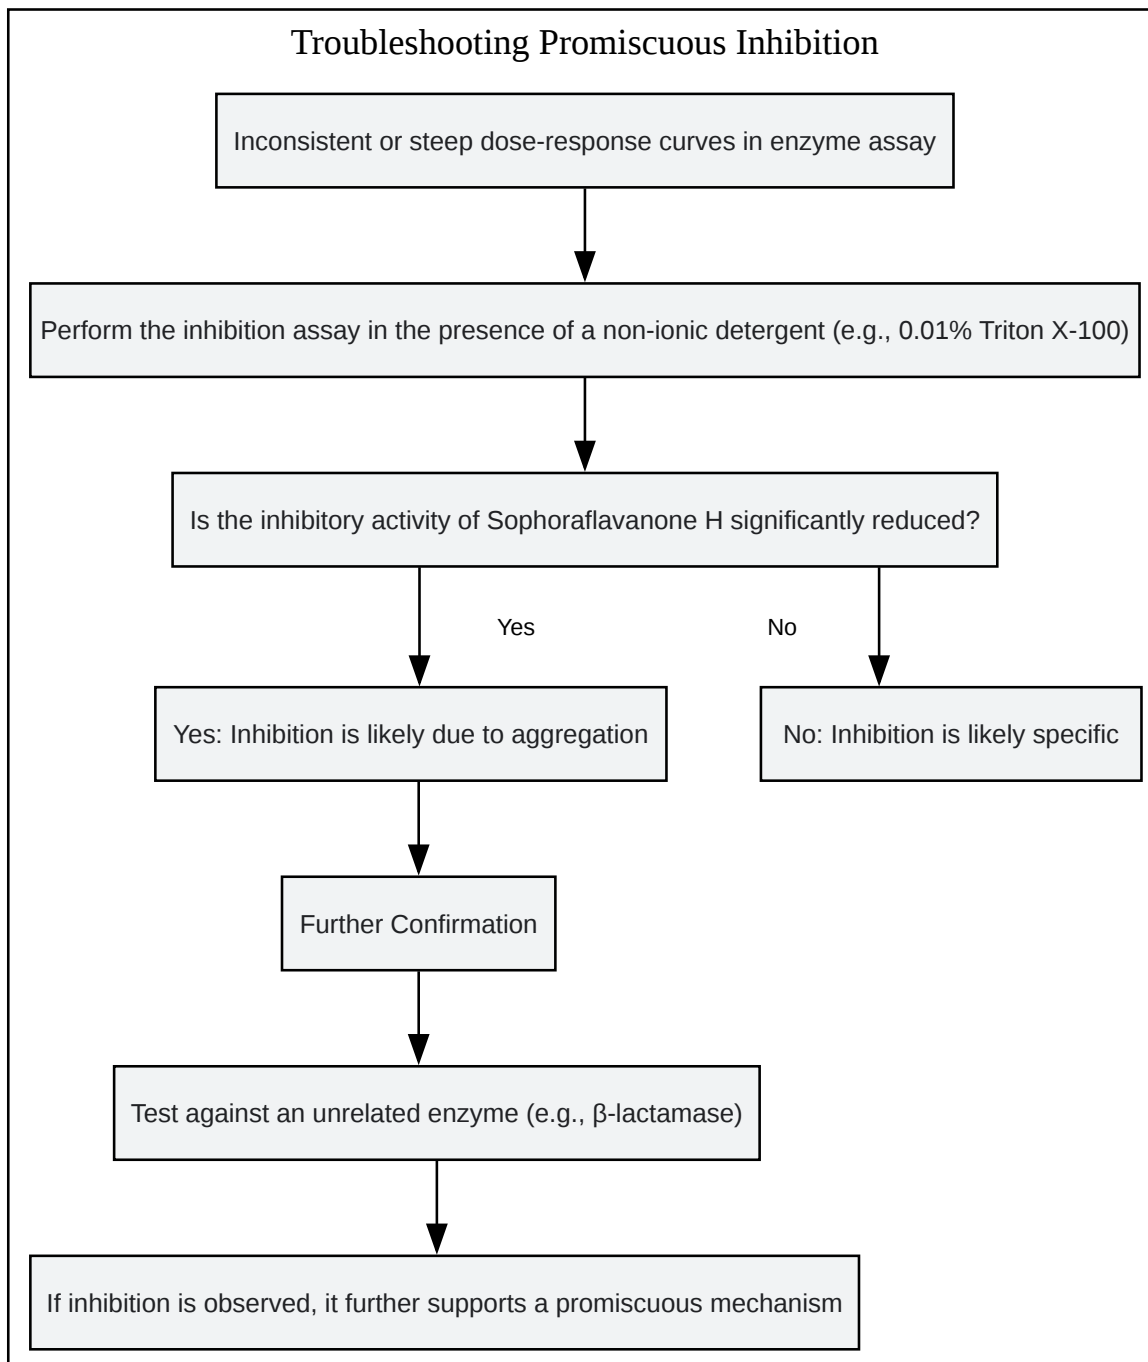 Troubleshooting Promiscuous Inhibition
Inconsistent or steep dose-response curves in enzyme assay
Perform the inhibition assay in the presence of a non-ionic detergent (e.g., 0.01% Triton X-100)
Is the inhibitory activity of Sophoraflavanone H significantly reduced?
Yes
No
Yes: Inhibition is likely due to aggregation
No: Inhibition is likely specific
Further Confirmation
Test against an unrelated enzyme (e.g., β-lactamase)
If inhibition is observed, it further supports a promiscuous mechanism